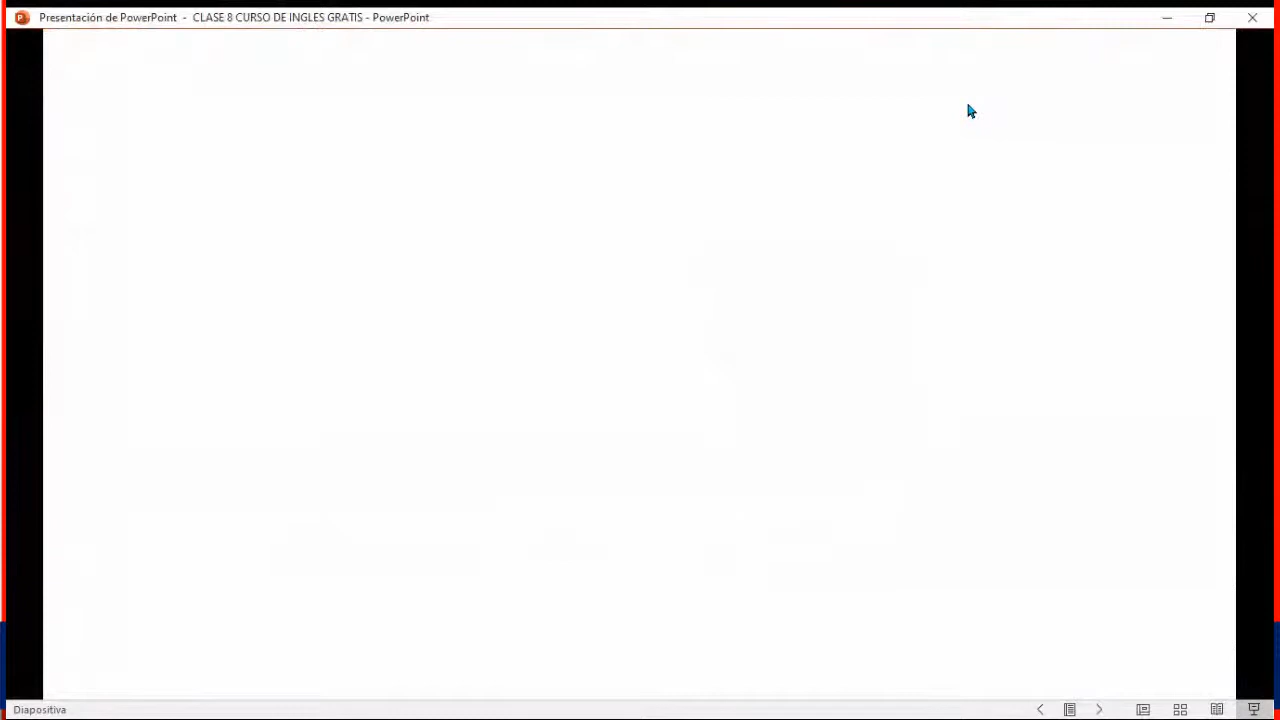 Presentación de PowerPoint - CLASE 8 CURSO DE INGLES GRATIS - PowerPoint
Diapositiva